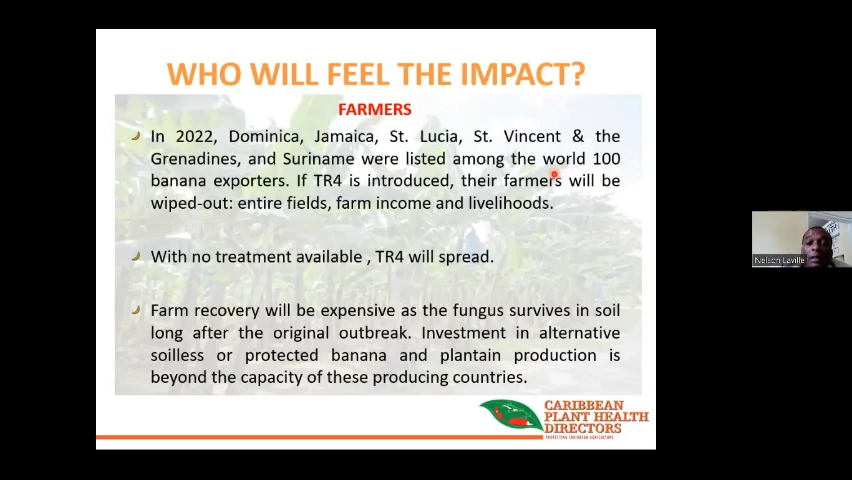 WHO WILL FEEL THE IMPACT?
FARMERS
In 2022, Dominica, Jamaica, St. Lucia, St. Vincent & the
Grenadines, and Suriname were listed among the world 100
banana exporters. If TR4 is introduced, their farmers will be
wiped-out: entire fields, farm income and livelihoods.
With no treatment available , TR4 will spread.
Farm recovery will be expensive as the fungus survives in soil
long after the original outbreak. Investment in alternative
soilless or protected banana and plantain production is
beyond the capacity of these producing countries.
CARIBBEAN
PLANT HEALTH
DIRECTORS
PROTECTING CARIBBEAN AGRICULTURE
Nelson Laville